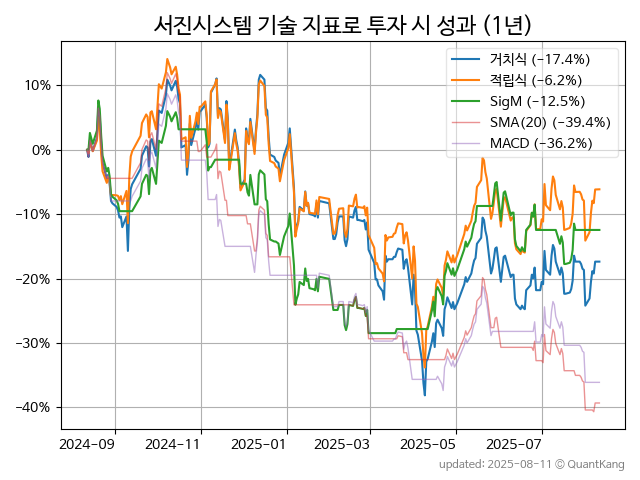 서진시스템 기술 지표로 투자 시 성과 (1년)
거치식 (−17.4%)
적립식 (−6.2%)
SigM (−12.5%)
SMA(20) (−39.4%)
MACD (−36.2%)
10%
0%
−10%
−20%
−30%
−40%
2024-09 2024-11 2025-01 2025-03 2025-05 2025-07
updated: 2025-08-11 © QuantKang